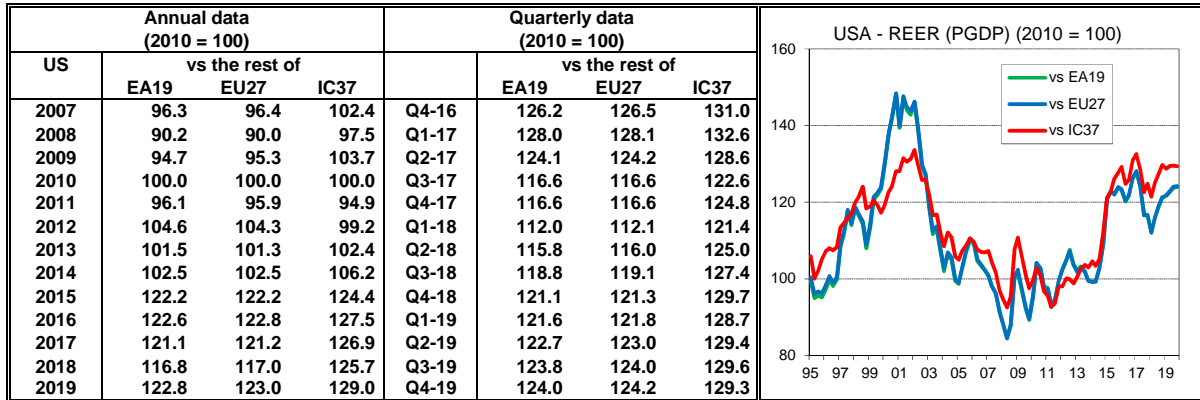 Annual data Quarterly data
(2010 = 100) (2010 = 100)
US vs the rest of vs the rest of
EA19 EU27 IC37 EA19 EU27 IC37
2007 96.3 96.4 102.4 Q4-16 126.2 126.5 131.0
2008 90.2 90.0 97.5 Q1-17 128.0 128.1 132.6
2009 94.7 95.3 103.7 Q2-17 124.1 124.2 128.6
2010 100.0 100.0 100.0 Q3-17 116.6 116.6 122.6
2011 96.1 95.9 94.9 Q4-17 116.6 116.6 124.8
2012 104.6 104.3 99.2 Q1-18 112.0 112.1 121.4
2013 101.5 101.3 102.4 Q2-18 115.8 116.0 125.0
2014 102.5 102.5 106.2 Q3-18 118.8 119.1 127.4
2015 122.2 122.2 124.4 Q4-18 121.1 121.3 129.7
2016 122.6 122.8 127.5 Q1-19 121.6 121.8 128.7
2017 121.1 121.2 126.9 Q2-19 122.7 123.0 129.4
2018 116.8 117.0 125.7 Q3-19 123.8 124.0 129.6
2019 122.8 123.0 129.0 Q4-19 124.0 124.2 129.3
USA - REER (PGDP) (2010 = 100)
160
140
120
100
80
vs EA19
vs EU27
vs IC37
95 97 99 01 03 05 07 09 11 13 15 17 19